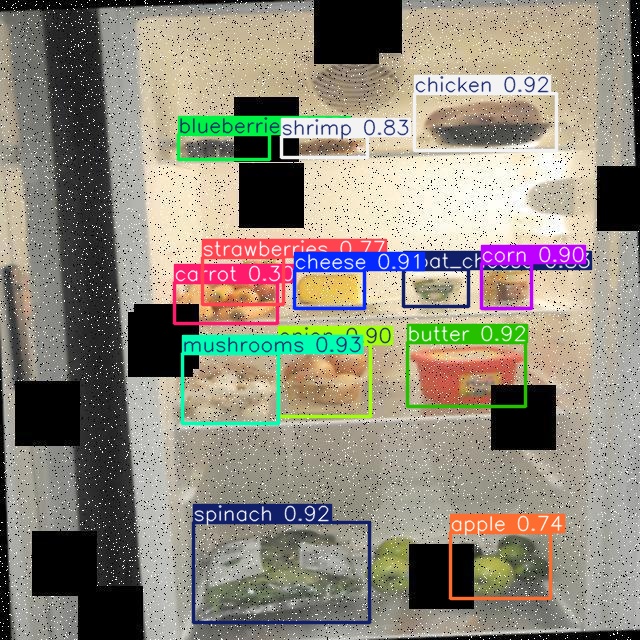 chicken 0.92
blueberrie
shrimp 0.83
strawberries 0.77
carrot 0.30
cheese 0.91
corn 0.90
mushrooms 0.93
0.90
butter 0.92
spinach 0.92
apple 0.74